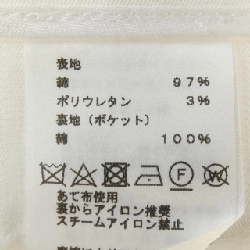 表地
綿 97%
ポリウレタン 3%
裏地（ポケット）
綿 100%
F W
あて布使用
裏からアイロン推奨
スチームアイロン禁止